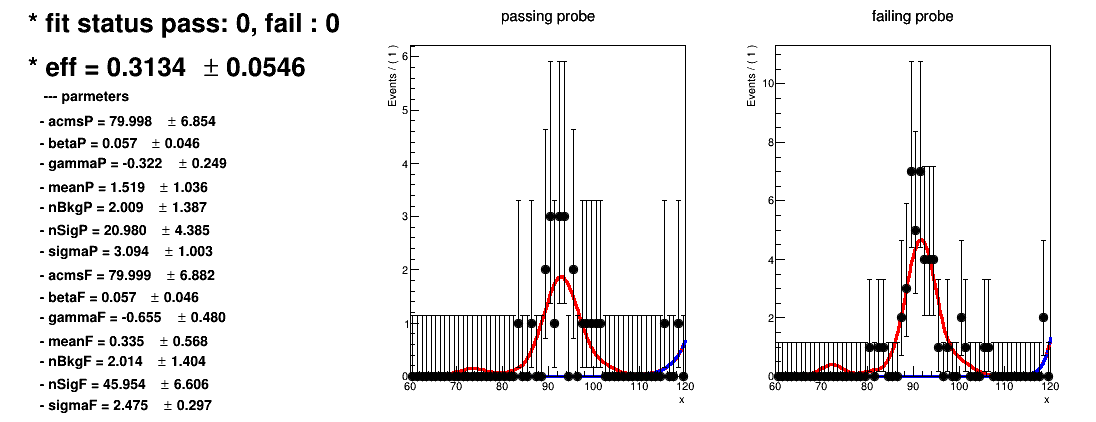 * fit status pass: 0, fail : 0
* eff = 0.3134 ± 0.0546
--- parmeters
- acmsP = 79.998 ± 6.854
- betaP = 0.057 ± 0.046
- gammaP = -0.322 ± 0.249
- meanP = 1.519 ± 1.036
- nBkgP = 2.009 ± 1.387
- nSigP = 20.980 ± 4.385
- sigmaP = 3.094 ± 1.003
- acmsF = 79.999 ± 6.882
- betaF = 0.057 ± 0.046
- gammaF = -0.655 ± 0.480
- meanF = 0.335 ± 0.568
- nBkgF = 2.014 ± 1.404
- nSigF = 45.954 ± 6.606
- sigmaF = 2.475 ± 0.297
passing probe
Events / ( 1 )
6
5
4
3
2
1
0
60 70 80 90 100 110 120
x
failing probe
Events / ( 1 )
10
8
6
4
2
0
60 70 80 90 100 110 120
x